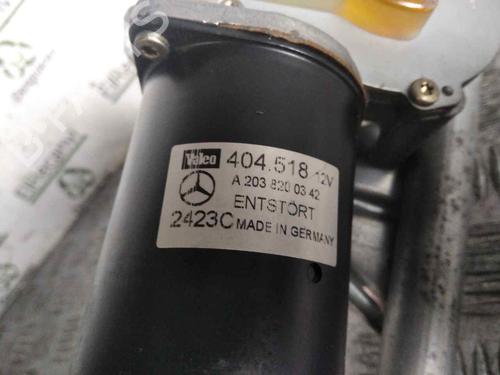 Valeo 404.518 12V
A 203 820 03 42
ENTSTÖRT
2423C MADE IN GERMANY